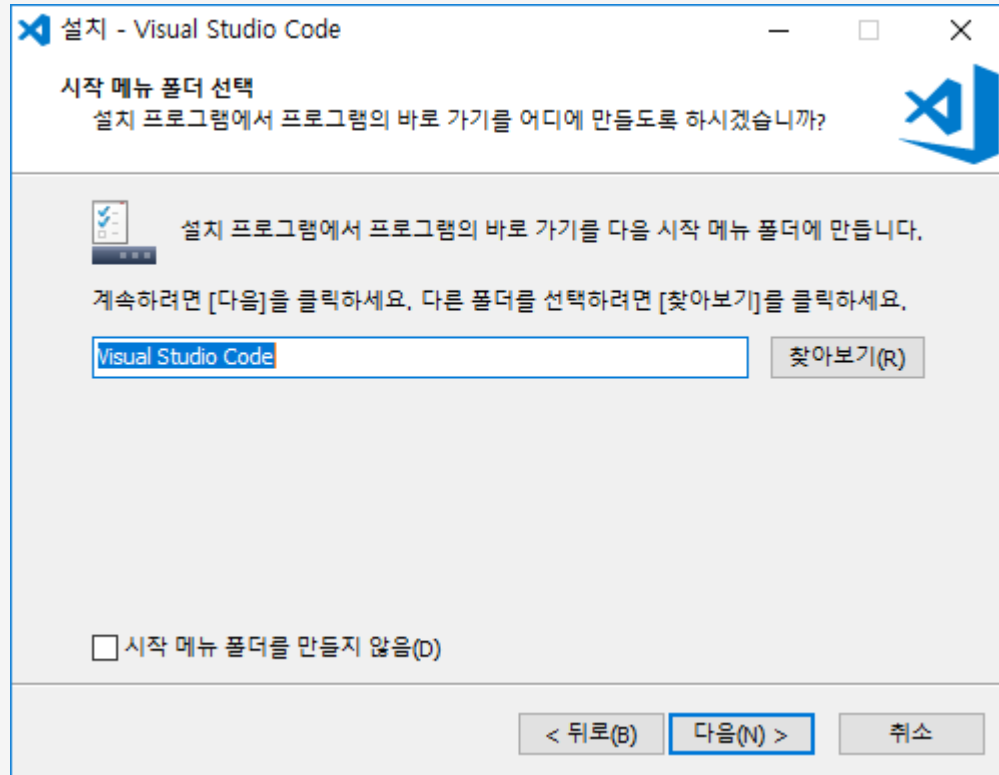 설치 - Visual Studio Code
시작 메뉴 폴더 선택
설치 프로그램에서 프로그램의 바로 가기를 어디에 만들도록 하시겠습니까?
설치 프로그램에서 프로그램의 바로 가기를 다음 시작 메뉴 폴더에 만듭니다.
계속하려면 [다음]을 클릭하세요. 다른 폴더를 선택하려면 [찾아보기]를 클릭하세요.
Visual Studio Code 찾아보기(R)
시작 메뉴 폴더를 만들지 않음(D)
< 뒤로(B) 다음(N) > 취소